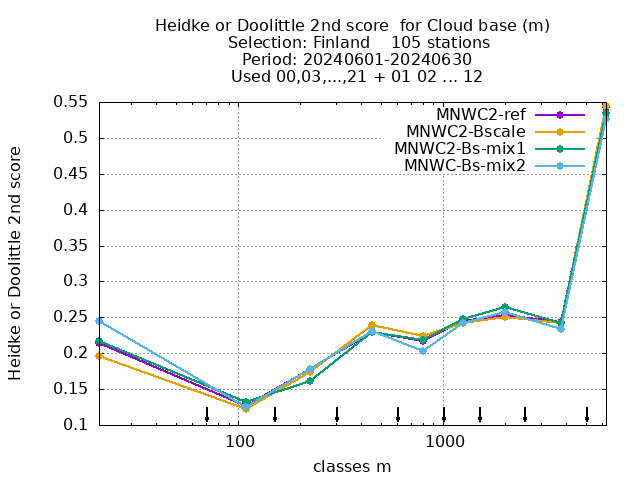 Heidke or Doolittle 2nd score  for Cloud base (m)
Selection: Finland    105 stations
Period: 20240601-20240630
Used 00,03,...,21 + 01 02 ... 12
MNWC2-ref
MNWC2-Bscale
MNWC2-Bs-mix1
MNWC-Bs-mix2
Heidke or Doolittle 2nd score
0.55
0.5
0.45
0.4
0.35
0.3
0.25
0.2
0.15
0.1
100
1000
classes m